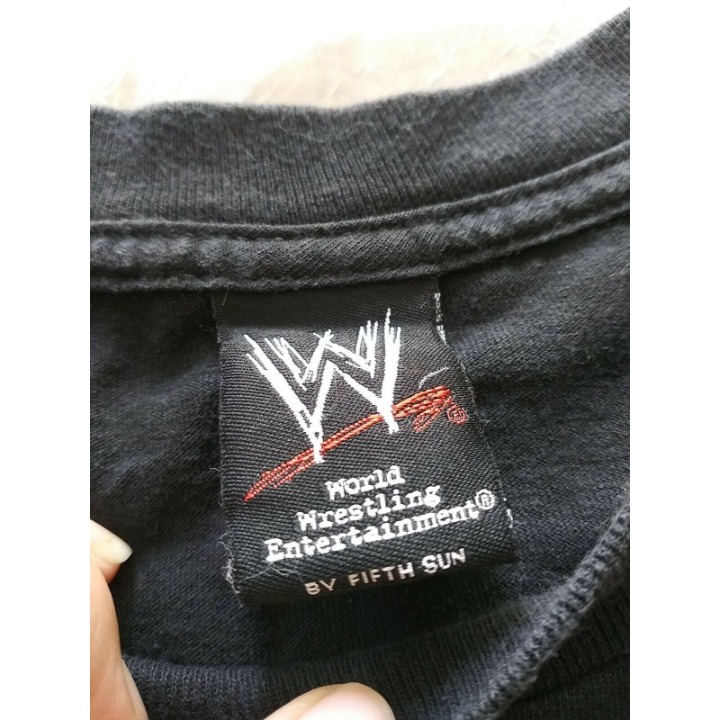 W
World
Wrestling
Entertainment®
BY FIFTH SUN